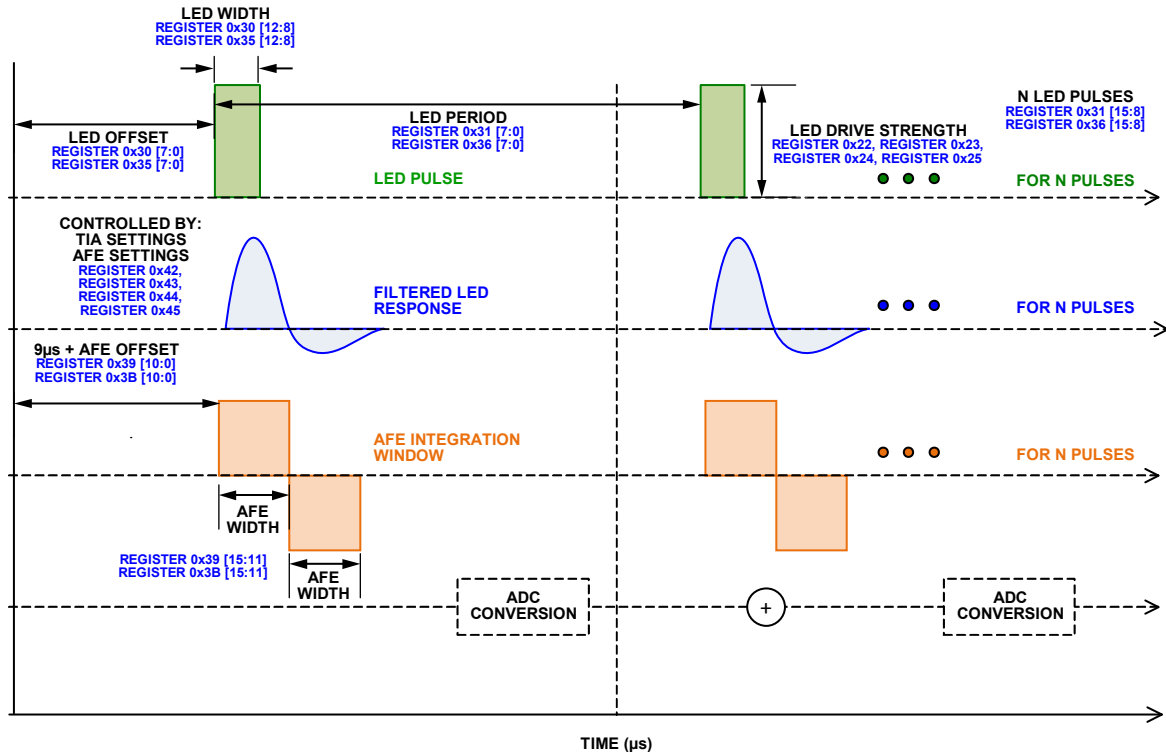 LED WIDTH
REGISTER 0x30 [12:8]
REGISTER 0x35 [12:8]
LED OFFSET
REGISTER 0x30 [7:0]
REGISTER 0x35 [7:0]
LED PERIOD
REGISTER 0x31 [7:0]
REGISTER 0x36 [7:0]
LED PULSE
LED DRIVE STRENGTH
REGISTER 0x22, REGISTER 0x23,
REGISTER 0x24, REGISTER 0x25
N LED PULSES
REGISTER 0x31 [15:8]
REGISTER 0x36 [15:8]
FOR N PULSES
CONTROLLED BY:
TIA SETTINGS
AFE SETTINGS
REGISTER 0x42,
REGISTER 0x43,
REGISTER 0x44,
REGISTER 0x45
FILTERED LED
RESPONSE
FOR N PULSES
9µs + AFE OFFSET
REGISTER 0x39 [10:0]
REGISTER 0x3B [10:0]
AFE INTEGRATION
WINDOW
FOR N PULSES
AFE
WIDTH
REGISTER 0x39 [15:11]
REGISTER 0x3B [15:11]
AFE
WIDTH
ADC
CONVERSION
+
ADC
CONVERSION
TIME (µs)